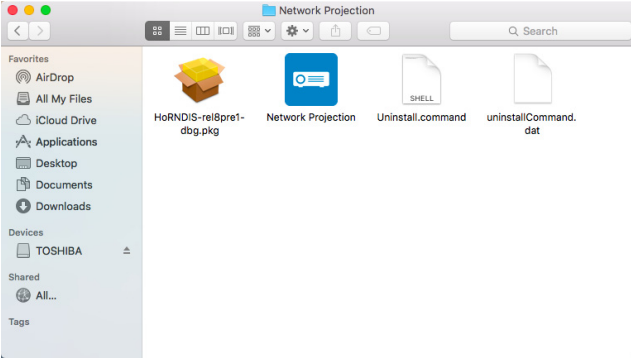 Network Projection
Search
Favorites
AirDrop
All My Files
iCloud Drive
Applications
Desktop
Documents
Downloads
Devices
TOSHIBA
Shared
All...
Tags
HoRNDIS-rel8pre1-
dbg.pkg
Network Projection
SHELL
Uninstall.command
uninstallCommand.
dat